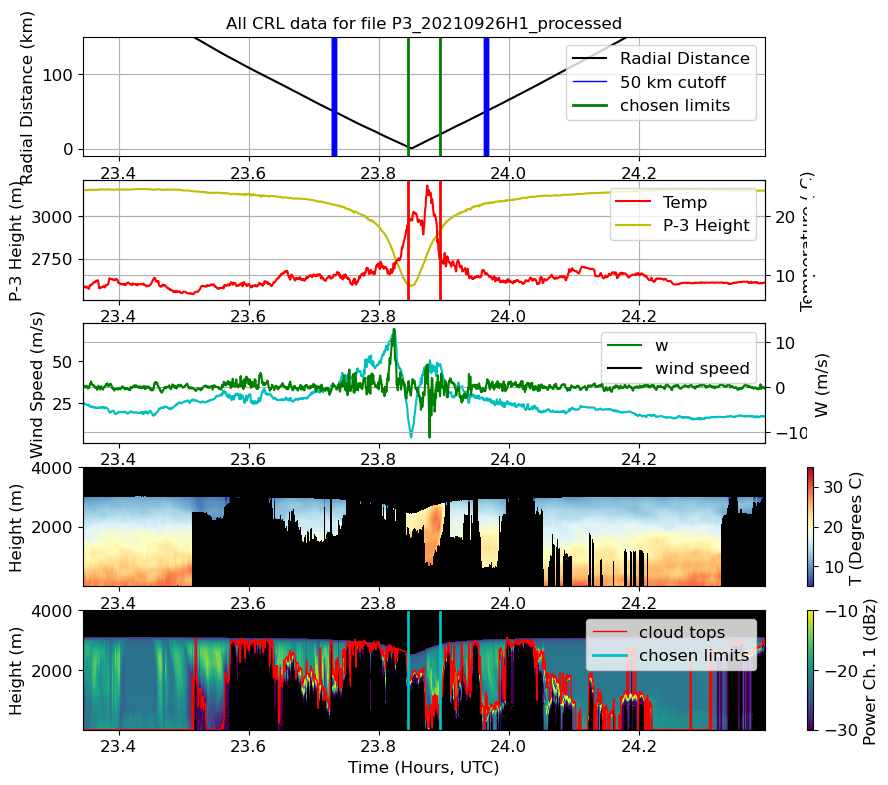 All CRL data for file P3_20210926H1_processed
Radial Distance (km)
100
0
Radial Distance
50 km cutoff
chosen limits
23.4 23.6 23.8 24.0 24.2
P-3 Height (m)
3000
2750
Temp
P-3 Height
20
10
23.4 23.6 23.8 24.0 24.2
Wind Speed (m/s)
50
25
w
wind speed
10
0
−10
W (m/s)
23.4 23.6 23.8 24.0 24.2
Height (m)
4000
2000
30
20
10
T (Degrees C)
23.4 23.6 23.8 24.0 24.2
Height (m)
4000
2000
cloud tops
chosen limits
−10
−20
−30
Power Ch. 1 (dBz)
23.4 23.6 23.8 24.0 24.2
Time (Hours, UTC)